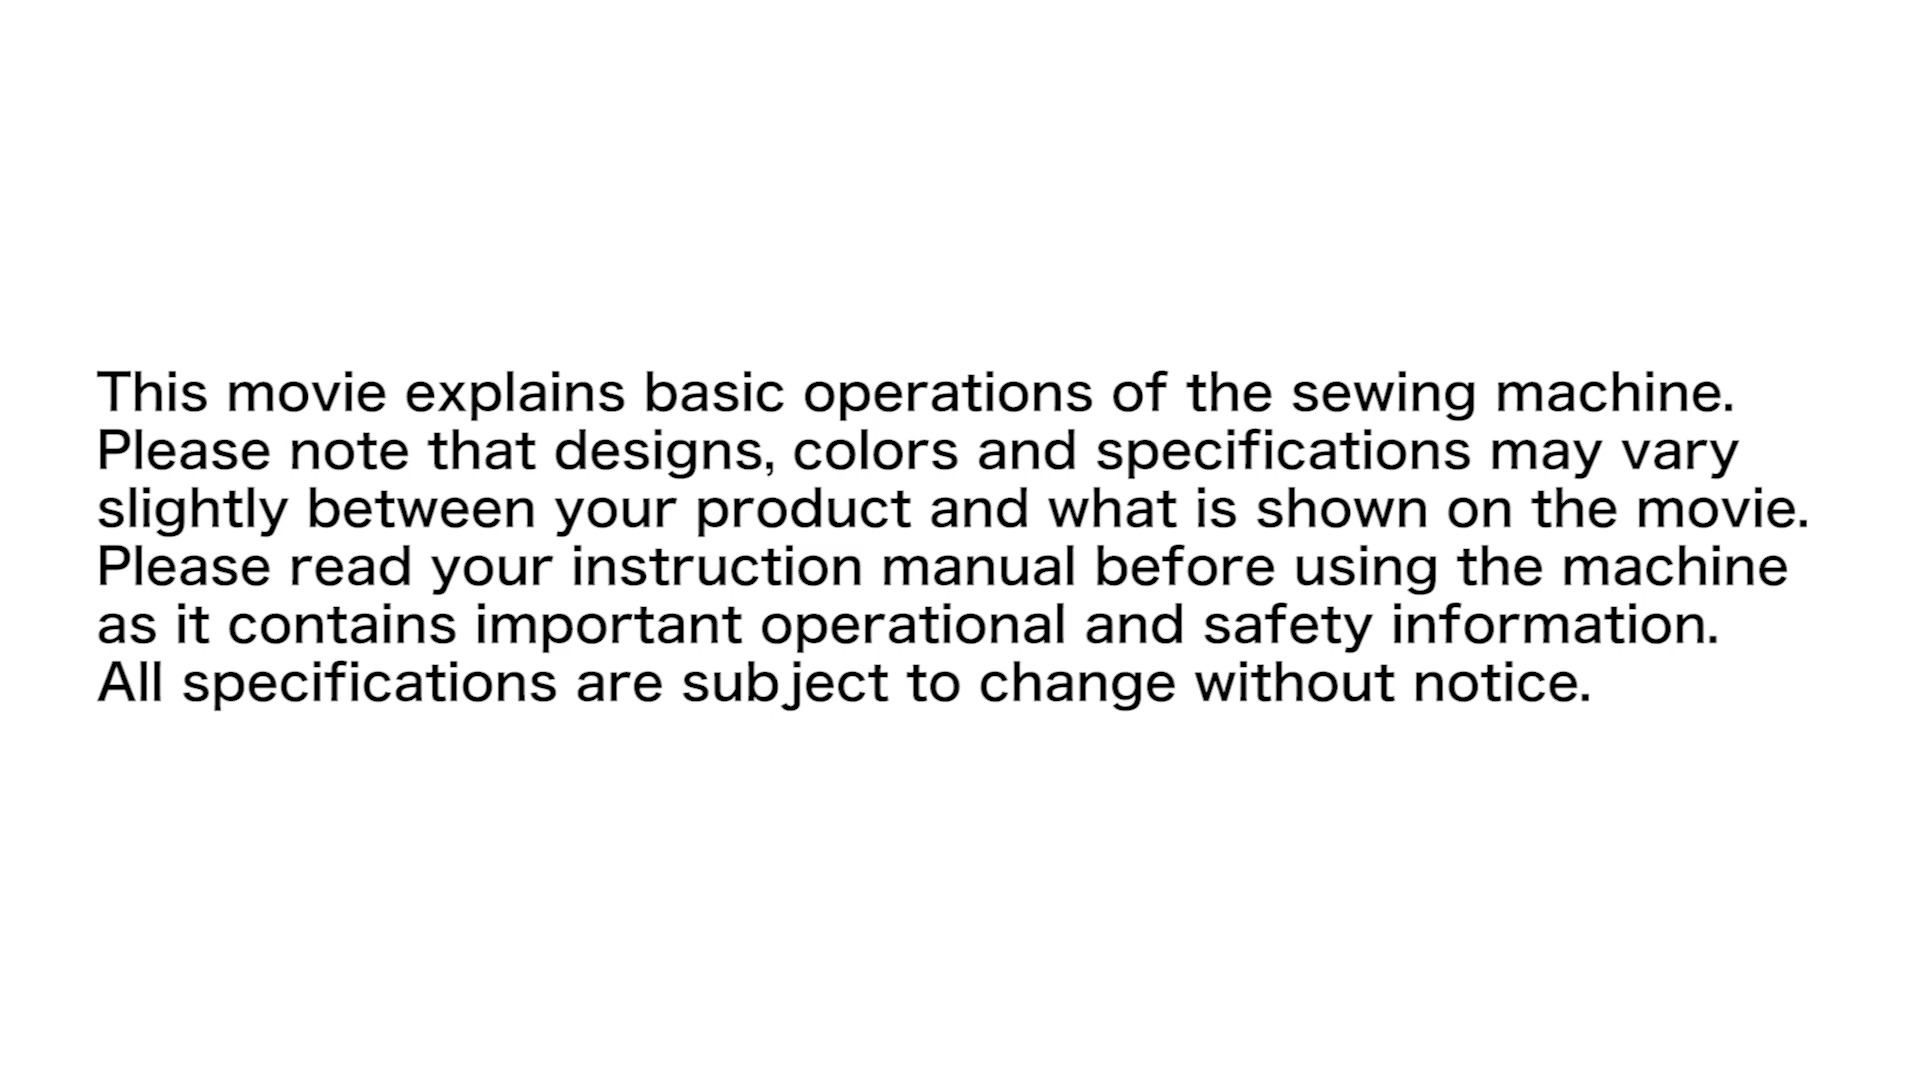 This movie explains basic operations of the sewing machine.
Please note that designs, colors and specifications may vary
slightly between your product and what is shown on the movie.
Please read your instruction manual before using the machine
as it contains important operational and safety information.
All specifications are subject to change without notice.